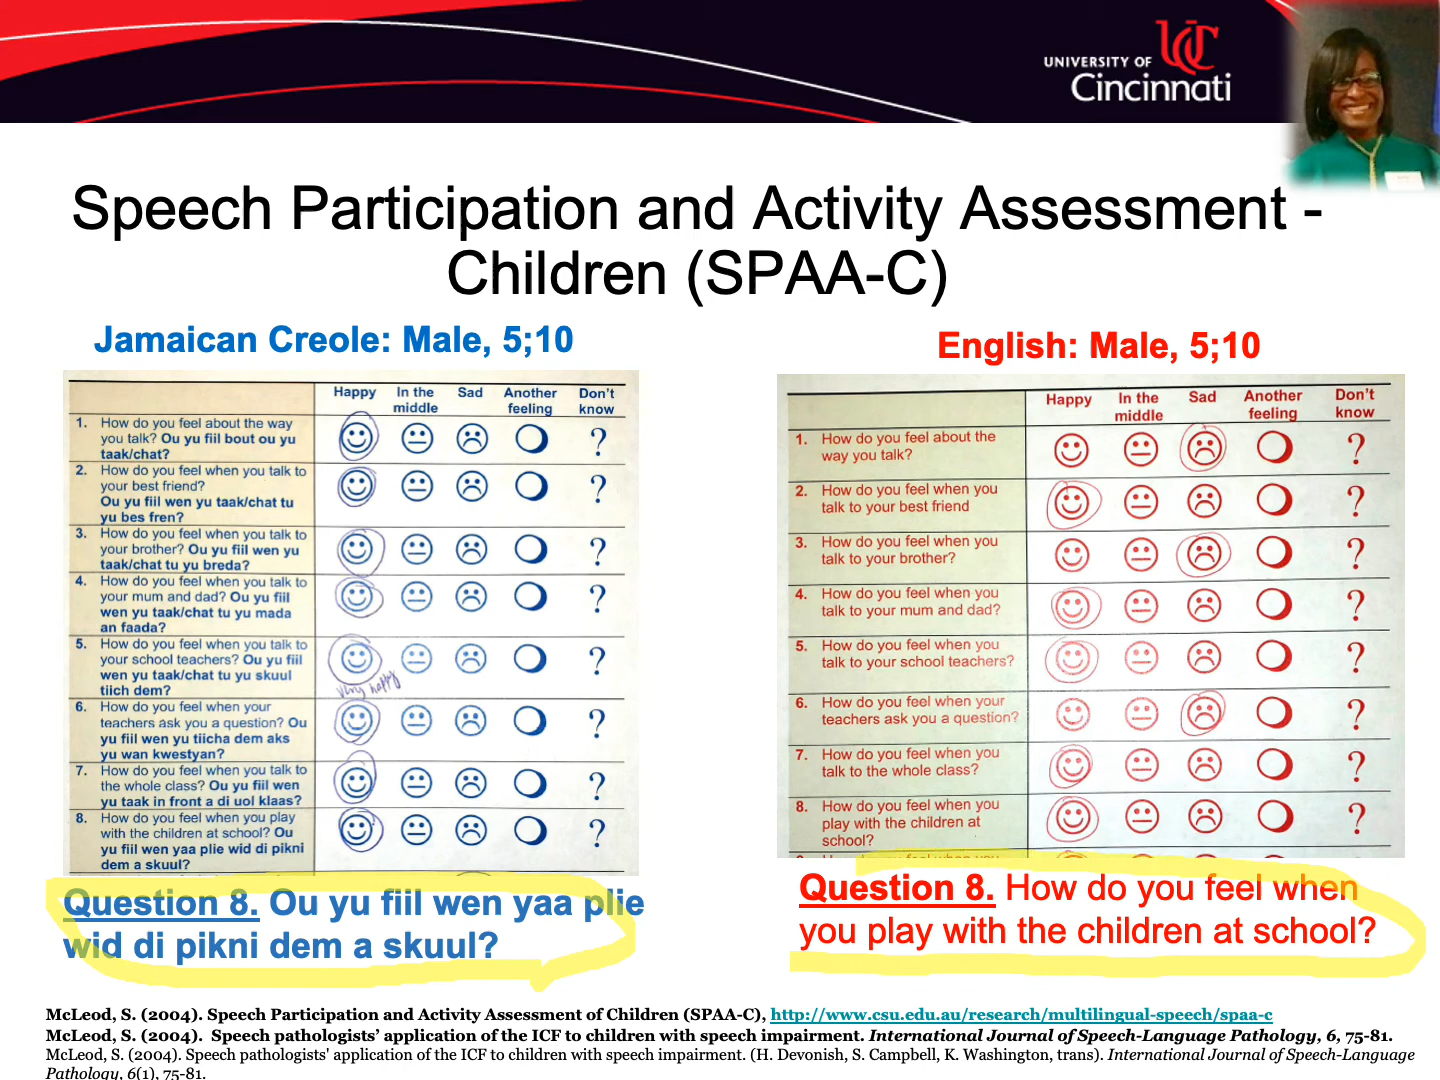 UNIVERSITY OF
Cincinnati
Speech Participation and Activity Assessment -
Children (SPAA-C)
Jamaican Creole: Male, 5;10
Happy In the middle Sad Another feeling Don't know
1. How do you feel about the way
you talk? Ou yu fiil bout ou yu
taak/chat?
2. How do you feel when you talk to
your best friend?
Ou yu fiil wen yu taak/chat tu
yu bes fren?
3. How do you feel when you talk to
your brother? Ou yu fiil wen yu
taak/chat tu yu breda?
4. How do you feel when you talk to
your mum and dad? Ou yu fiil
wen yu taak/chat tu yu mada
an faada?
5. How do you feel when you talk to
your school teachers? Ou yu fiil
wen yu taak/chat tu yu skuul
tiich dem?
very happy
6. How do you feel when your
teachers ask you a question? Ou
yu fiil wen yu tiicha dem aks
yu wan kwestyan?
7. How do you feel when you talk to
the whole class? Ou yu fiil wen
yu taak in front a di uol klaas?
8. How do you feel when you play
with the children at school? Ou
yu fiil wen yaa plie wid di pikni
dem a skuul?
Question 8. Ou yu fiil wen yaa plie
wid di pikni dem a skuul?
English: Male, 5;10
Happy In the middle Sad Another feeling Don't know
1. How do you feel about the
way you talk?
2. How do you feel when you
talk to your best friend
3. How do you feel when you
talk to your brother?
4. How do you feel when you
talk to your mum and dad?
5. How do you feel when you
talk to your school teachers?
6. How do you feel when your
teachers ask you a question?
7. How do you feel when you
talk to the whole class?
8. How do you feel when you
play with the children at
school?
Question 8. How do you feel when
you play with the children at school?
McLeod, S. (2004). Speech Participation and Activity Assessment of Children (SPAA-C), http://www.csu.edu.au/research/multilingual-speech/spaa-c
McLeod, S. (2004). Speech pathologists' application of the ICF to children with speech impairment. International Journal of Speech-Language Pathology, 6, 75-81.
McLeod, S. (2004). Speech pathologists' application of the ICF to children with speech impairment. (H. Devonish, S. Campbell, K. Washington, trans). International Journal of Speech-Language
Pathology, 6(1), 75-81.